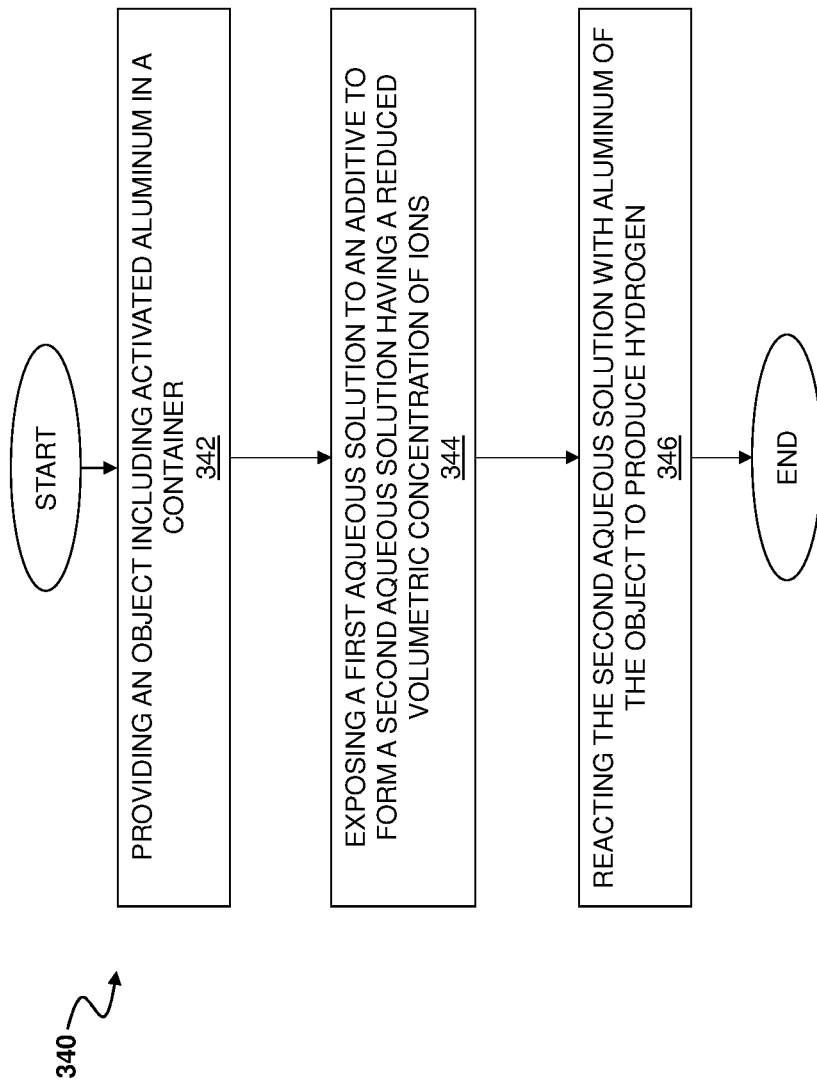 340
START
PROVIDING AN OBJECT INCLUDING ACTIVATED ALUMINUM IN A
CONTAINER
342
EXPOSING A FIRST AQUEOUS SOLUTION TO AN ADDITIVE TO
FORM A SECOND AQUEOUS SOLUTION HAVING A REDUCED
VOLUMETRIC CONCENTRATION OF IONS
344
REACTING THE SECOND AQUEOUS SOLUTION WITH ALUMINUM OF
THE OBJECT TO PRODUCE HYDROGEN
346
END